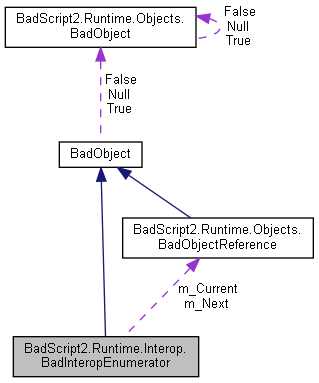 BadScript2.Runtime.Objects.
BadObject
False
Null
True
False
Null
True
BadObject
BadScript2.Runtime.Objects.
BadObjectReference
m_Current
m_Next
BadScript2.Runtime.Interop.
BadInteropEnumerator